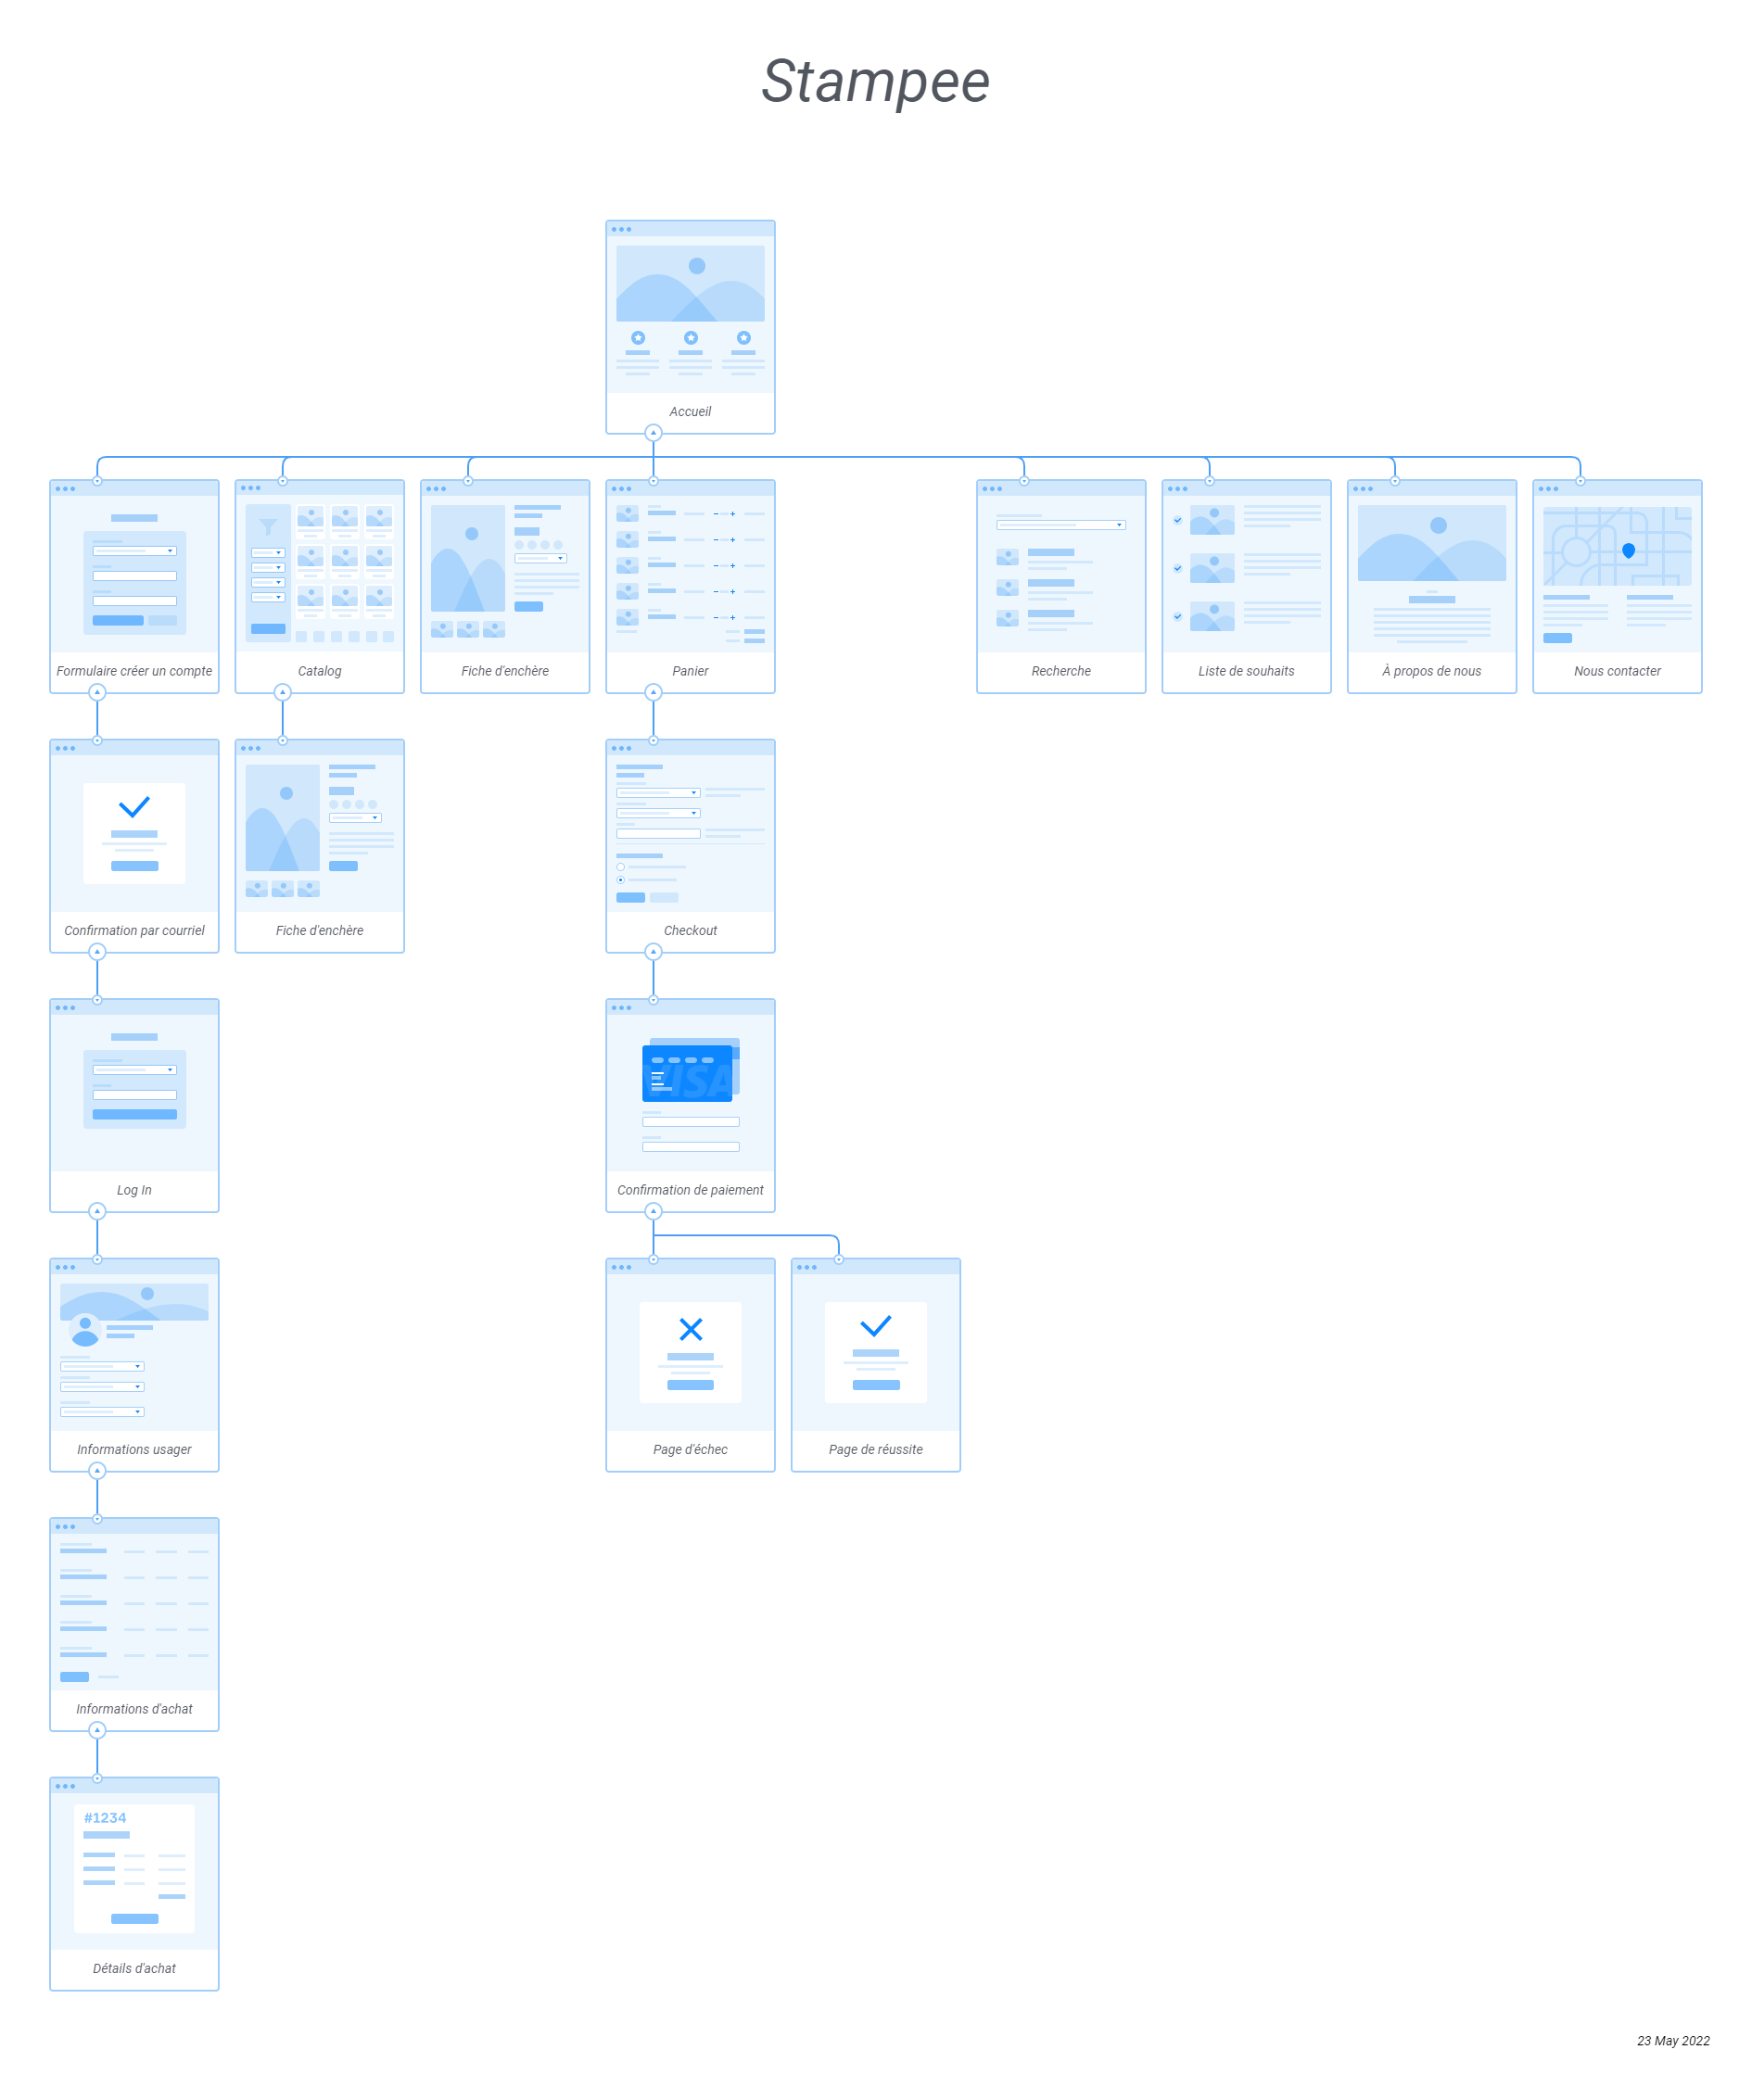 Stampee
Accueil
Formulaire créer un compte
Catalog
Fiche d'enchère
Panier
Recherche
Liste de souhaits
À propos de nous
Nous contacter
Confirmation par courriel
Fiche d'enchère
Checkout
Log In
VISA
Confirmation de paiement
Informations usager
Page d'échec
Page de réussite
Informations d'achat
#1234
Détails d'achat
23 May 2022